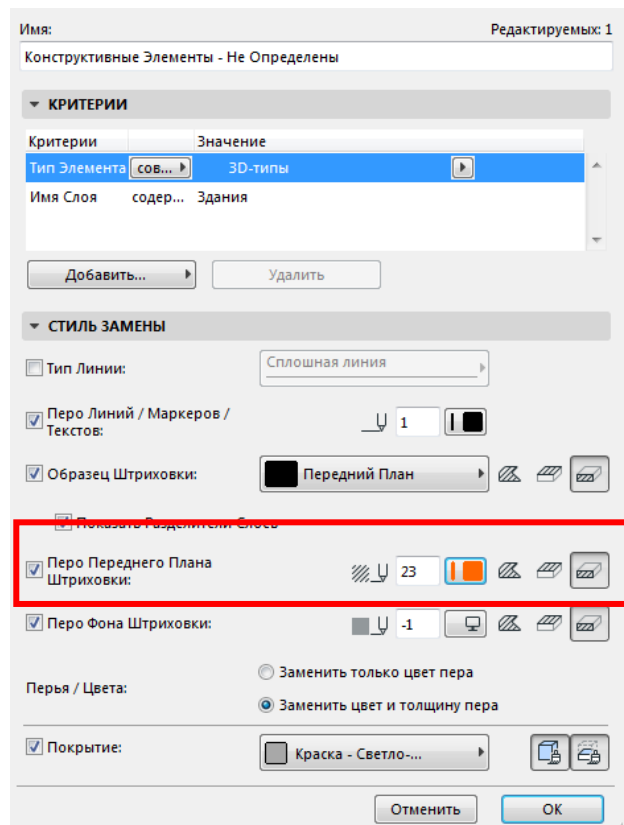 Имя: Редактируемых: 1
Конструктивные Элементы - Не Определены
КРИТЕРИИ
Критерии Значение
Тип Элемента сов... 3D-типы
Имя Слоя содер... Здания
Добавить... Удалить
СТИЛЬ ЗАМЕНЫ
Тип Линии: Сплошная линия
Перо Линий / Маркеров /
Текстов: 1
Образец Штриховки: Передний План
Показать Разделители Слоев
Перо Переднего Плана
Штриховки: 23
Перо Фона Штриховки: -1
Заменить только цвет пера
Перья / Цвета:
Заменить цвет и толщину пера
Покрытие: Краска - Светло-...
Отменить OK